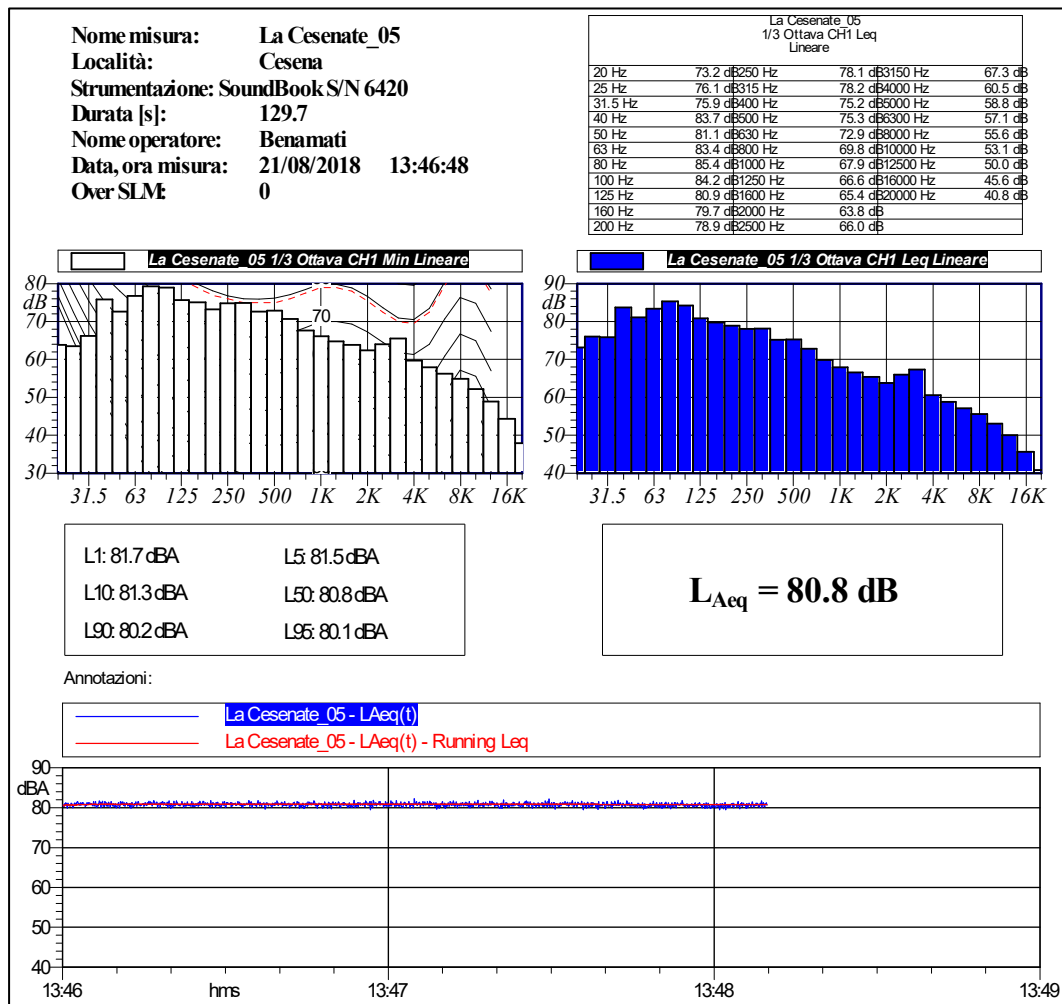 Nome misura: La Cesenate_05
Località: Cesena
Strumentazione: SoundBook S/N 6420
Durata [s]: 129.7
Nome operatore: Benamati
Data, ora misura: 21/08/2018 13:46:48
Over SLM: 0
La Cesenate_05
1/3 Ottava CH1 Leq
Lineare
20 Hz 73.2 dB 250 Hz 78.1 dB 3150 Hz 67.3 dB
25 Hz 76.1 dB 315 Hz 78.2 dB 4000 Hz 60.5 dB
31.5 Hz 75.9 dB 400 Hz 75.2 dB 5000 Hz 58.8 dB
40 Hz 83.7 dB 500 Hz 75.3 dB 6300 Hz 57.1 dB
50 Hz 81.1 dB 630 Hz 72.9 dB 8000 Hz 55.6 dB
63 Hz 83.4 dB 800 Hz 69.8 dB 10000 Hz 53.1 dB
80 Hz 85.4 dB 1000 Hz 67.9 dB 12500 Hz 50.0 dB
100 Hz 84.2 dB 1250 Hz 66.6 dB 16000 Hz 45.6 dB
125 Hz 80.9 dB 1600 Hz 65.4 dB 20000 Hz 40.8 dB
160 Hz 79.7 dB 2000 Hz 63.8 dB
200 Hz 78.9 dB 2500 Hz 66.0 dB
La Cesenate_05 1/3 Ottava CH1 Min Lineare
80
dB
70
60
50
40
30
70
31.5 63 125 250 500 1K 2K 4K 8K 16K
La Cesenate_05 1/3 Ottava CH1 Leq Lineare
90
dB
80
70
60
50
40
31.5 63 125 250 500 1K 2K 4K 8K 16K
L1: 81.7 dBA L5: 81.5 dBA
L10: 81.3 dBA L50: 80.8 dBA
L90: 80.2 dBA L95: 80.1 dBA
LAeq = 80.8 dB
Annotazioni:
La Cesenate_05 - LAeq(t)
La Cesenate_05 - LAeq(t) - Running Leq
90
dBA
80
70
60
50
40
13:46 hms 13:47 13:48 13:49